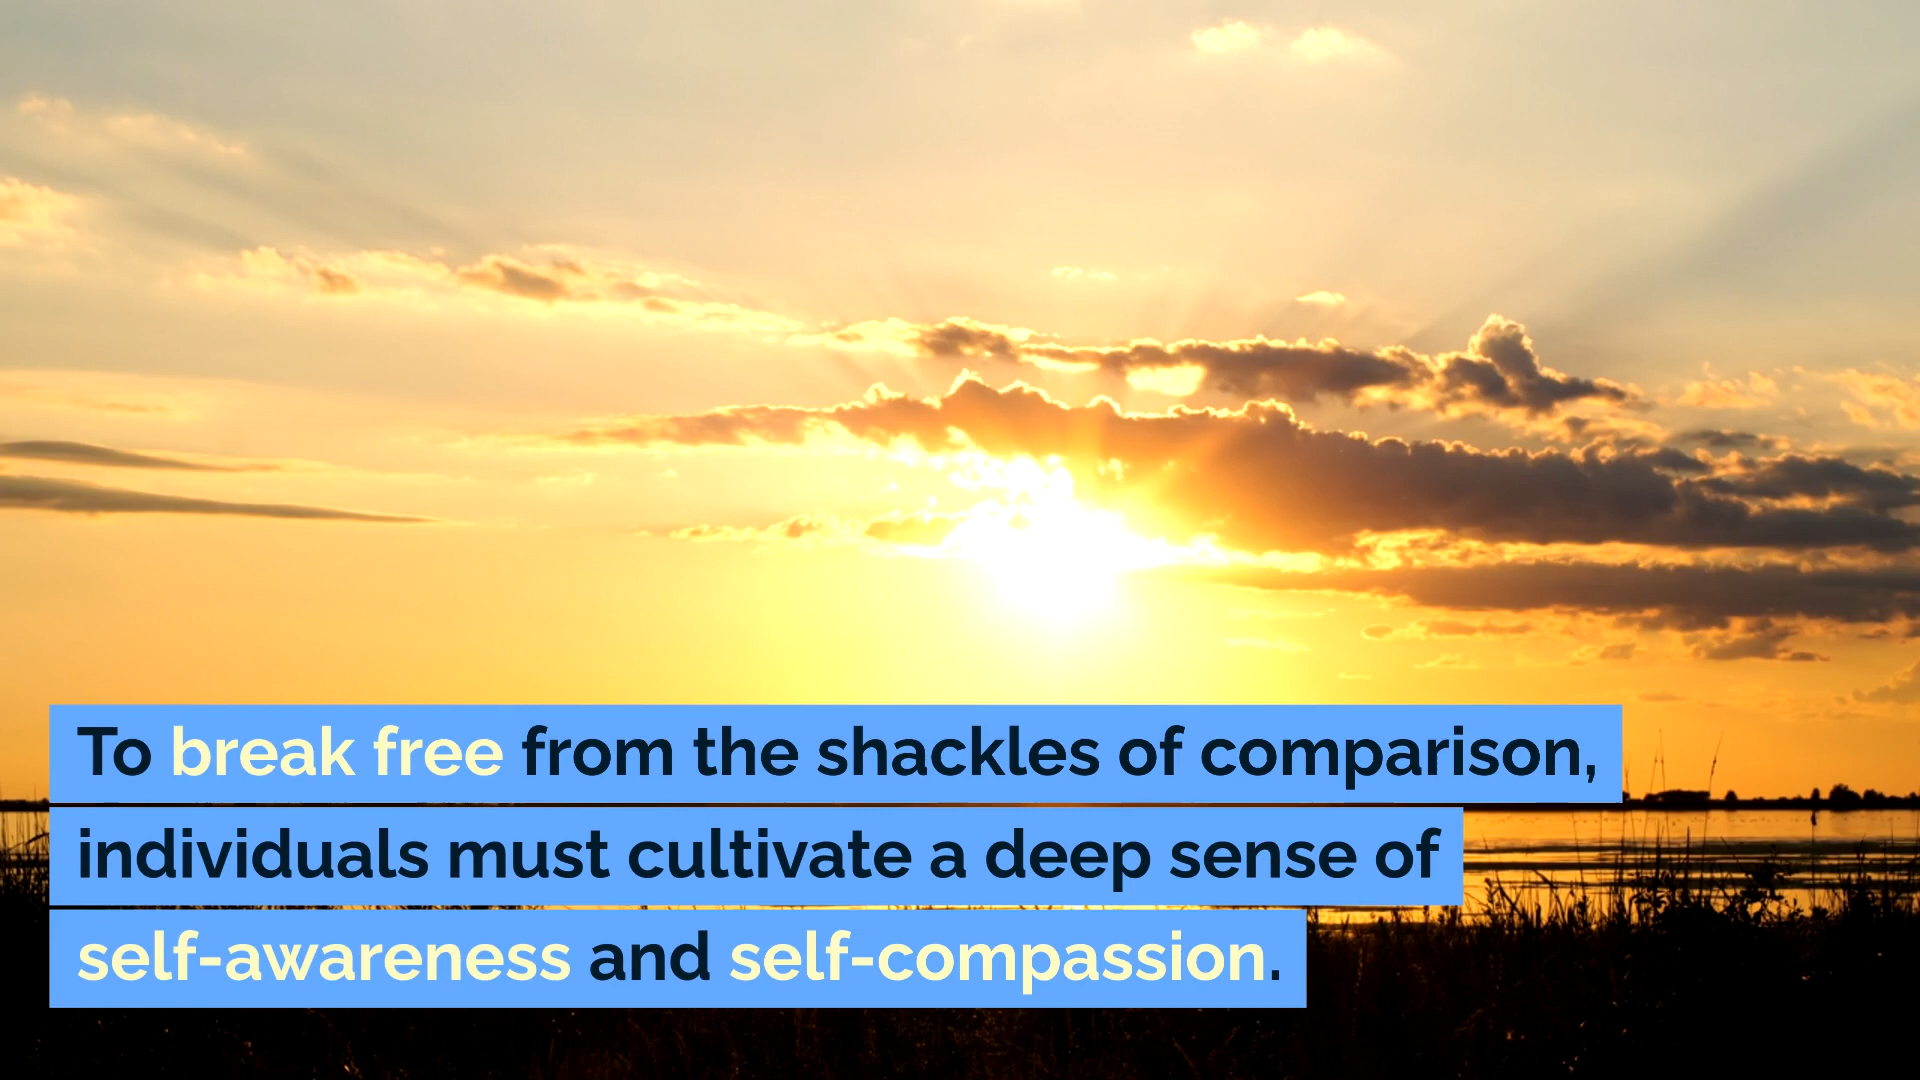 To break free from the shackles of comparison,
individuals must cultivate a deep sense of
self-awareness and self-compassion.